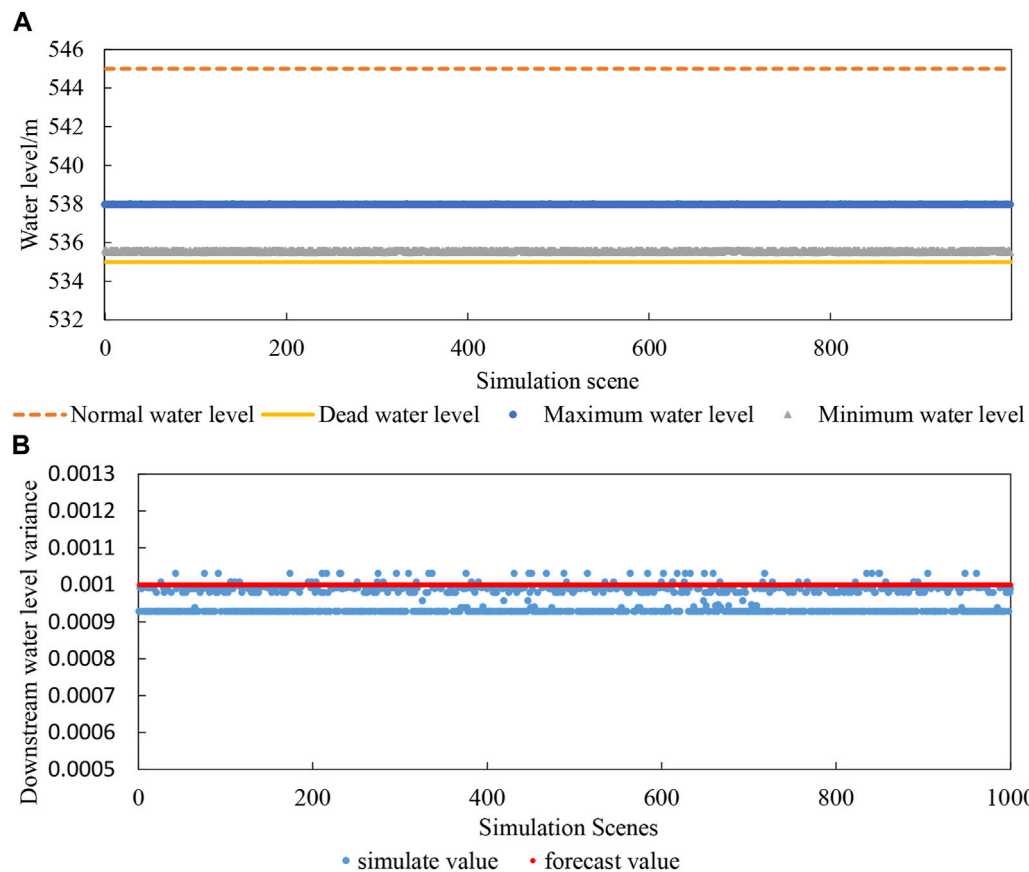 A
546
544
542
540
538
536
534
532
Water level/m
0 200 400 600 800
Simulation scene
Normal water level Dead water level Maximum water level Minimum water level
B
0.0013
0.0012
0.0011
0.001
0.0009
0.0008
0.0007
0.0006
0.0005
Downstream water level variance
0 200 400 600 800 1000
Simulation Scenes
simulate value forecast value